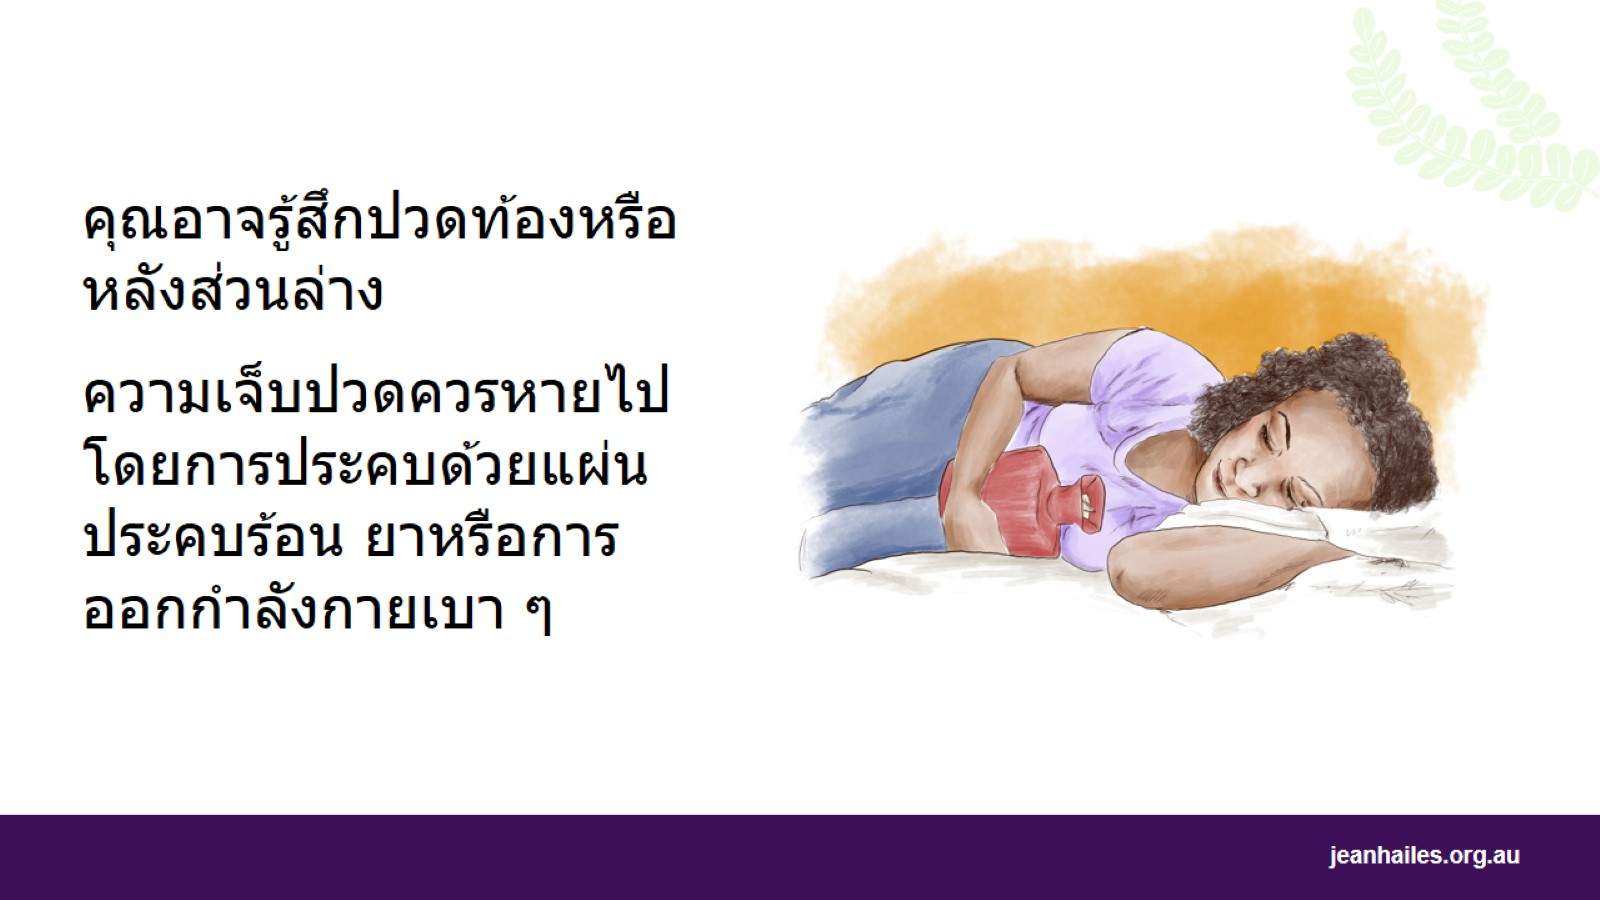 คุณอาจรู้สึกปวดท้องหรือ
หลังส่วนล่าง
ความเจ็บปวดควรหายไป
โดยการประคบด้วยแผ่น
ประคบร้อน ยาหรือการ
ออกกำลังกายเบา ๆ
jeanhailes.org.au